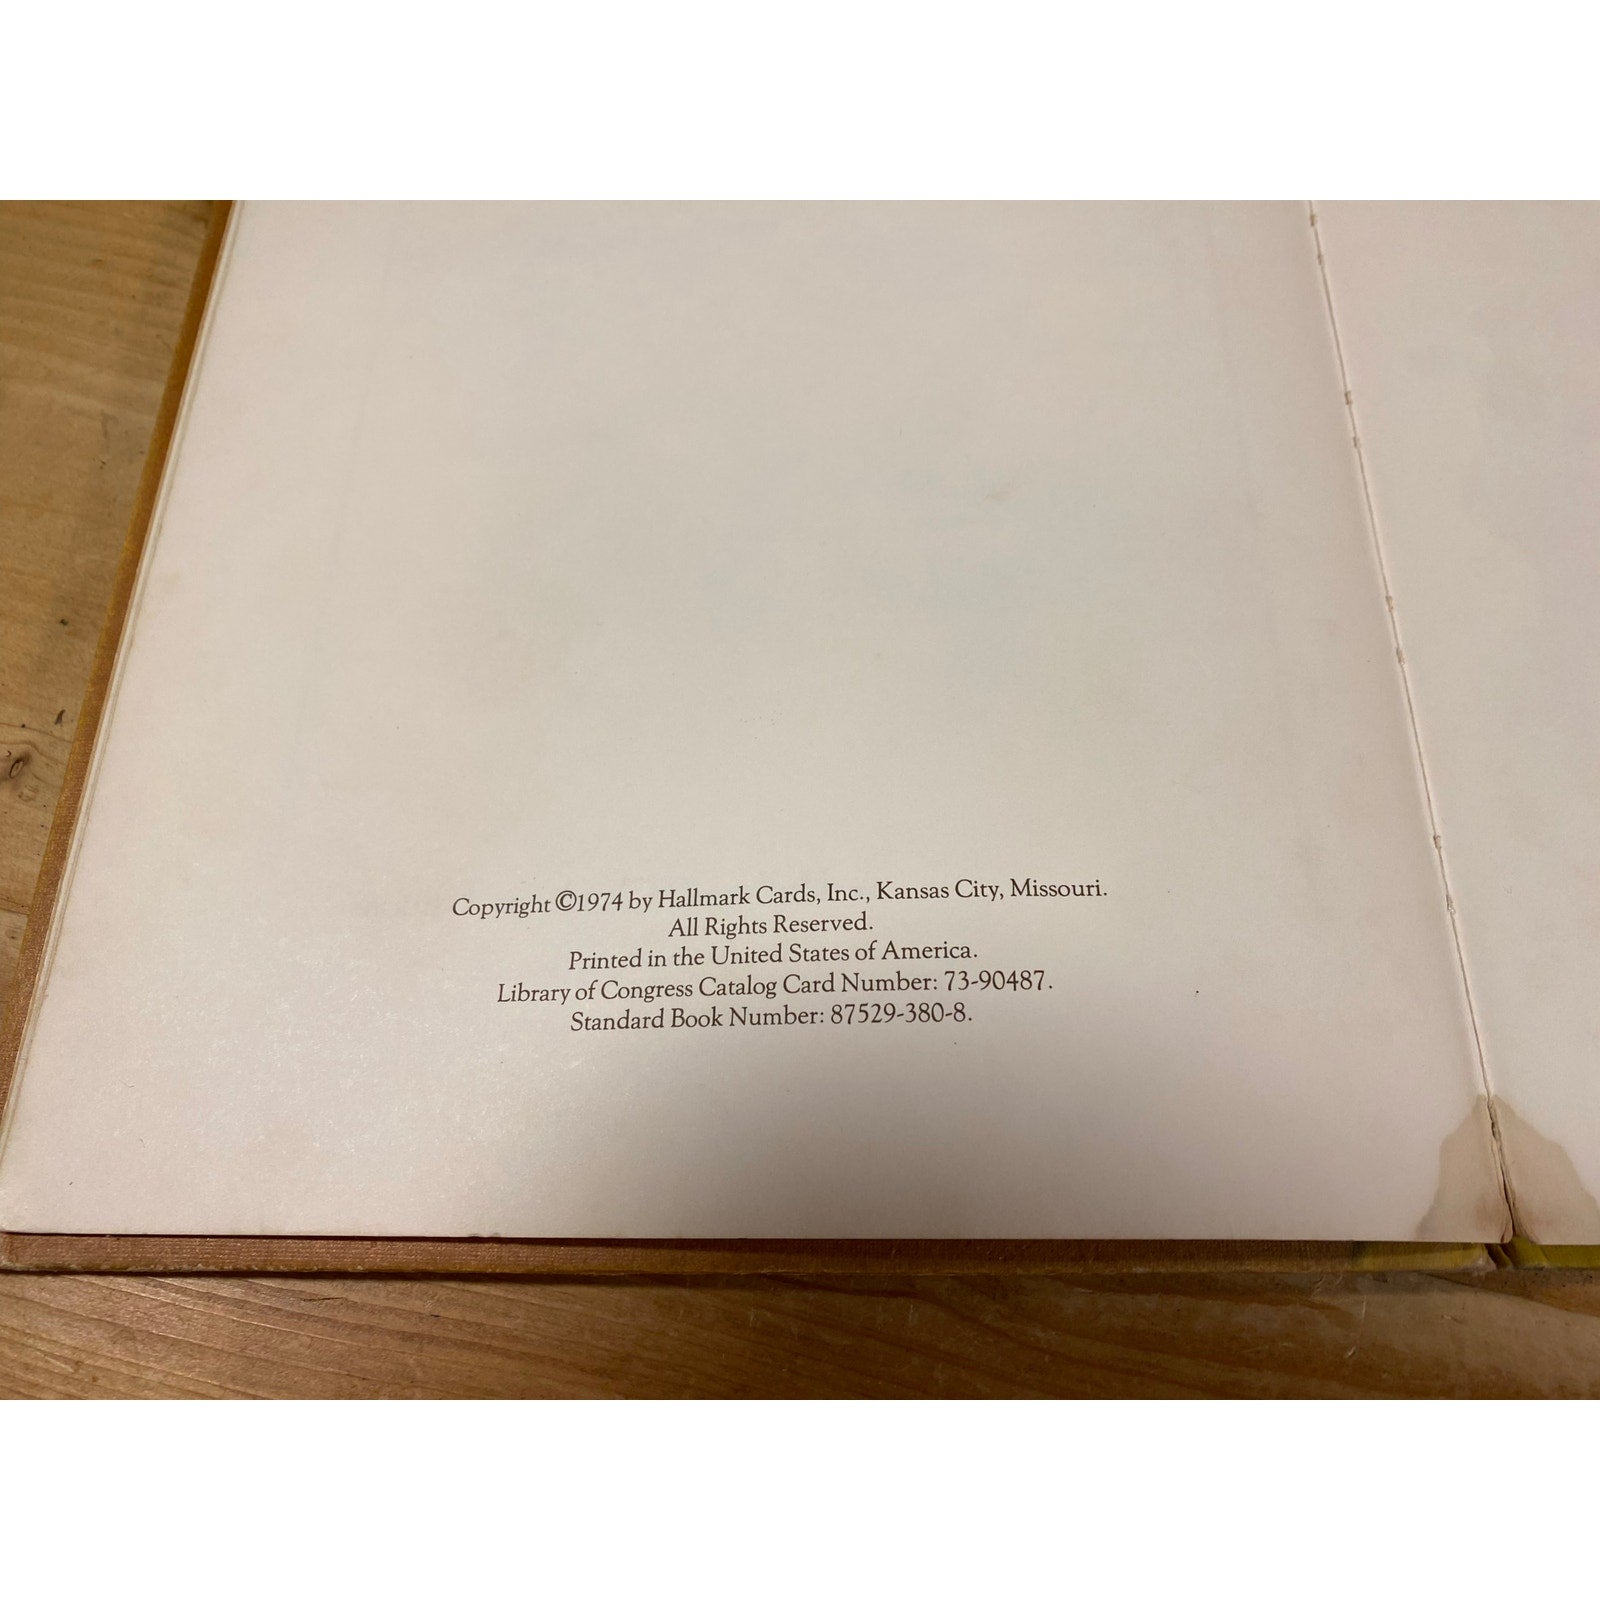 Copyright ©1974 by Hallmark Cards, Inc., Kansas City, Missouri.
All Rights Reserved.
Printed in the United States of America.
Library of Congress Catalog Card Number: 73-90487.
Standard Book Number: 87529-380-8.